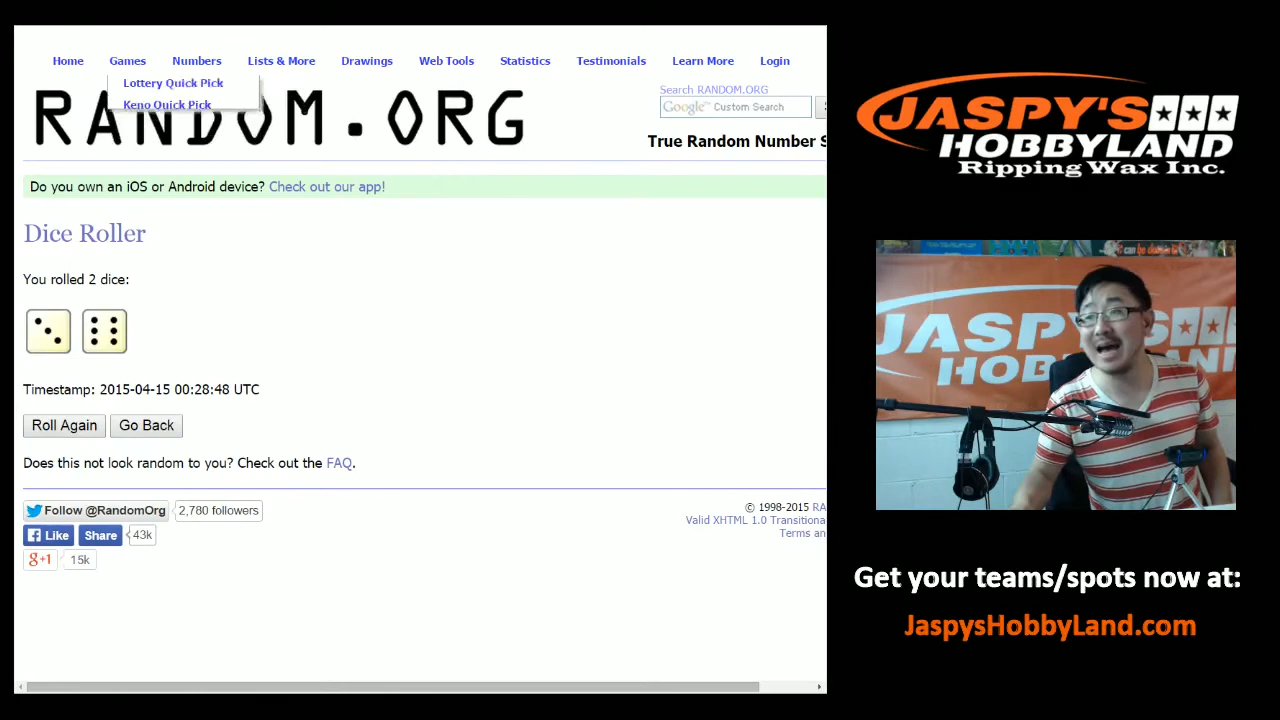 Home Games Numbers Lists & More Drawings Web Tools Statistics Testimonials Learn More Login
Lottery Quick Pick
Keno Quick Pick
RANDOM.ORG
Search RANDOM.ORG
Google™ Custom Search
True Random Number S
Do you own an iOS or Android device? Check out our app!
Dice Roller
You rolled 2 dice:
Timestamp: 2015-04-15 00:28:48 UTC
Roll Again Go Back
Does this not look random to you? Check out the FAQ.
Follow @RandomOrg 2,780 followers
Like Share 43k
g+1 15k
© 1998-2015 RA
Valid XHTML 1.0 Transitiona
Terms an
JASPY'S
HOBBYLAND
Ripping Wax Inc.
JASPY'S
HOBBYLAND
Get your teams/spots now at:
JaspysHobbyLand.com